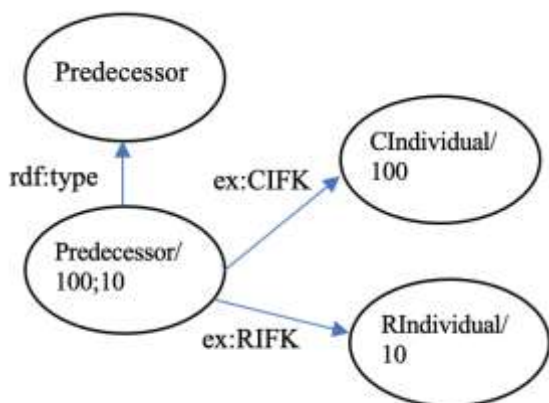 Predecessor
CIndividual/
100
rdf:type
ex:CIFK
Predecessor/
100;10
RIndividual/
10
ex:RIFK